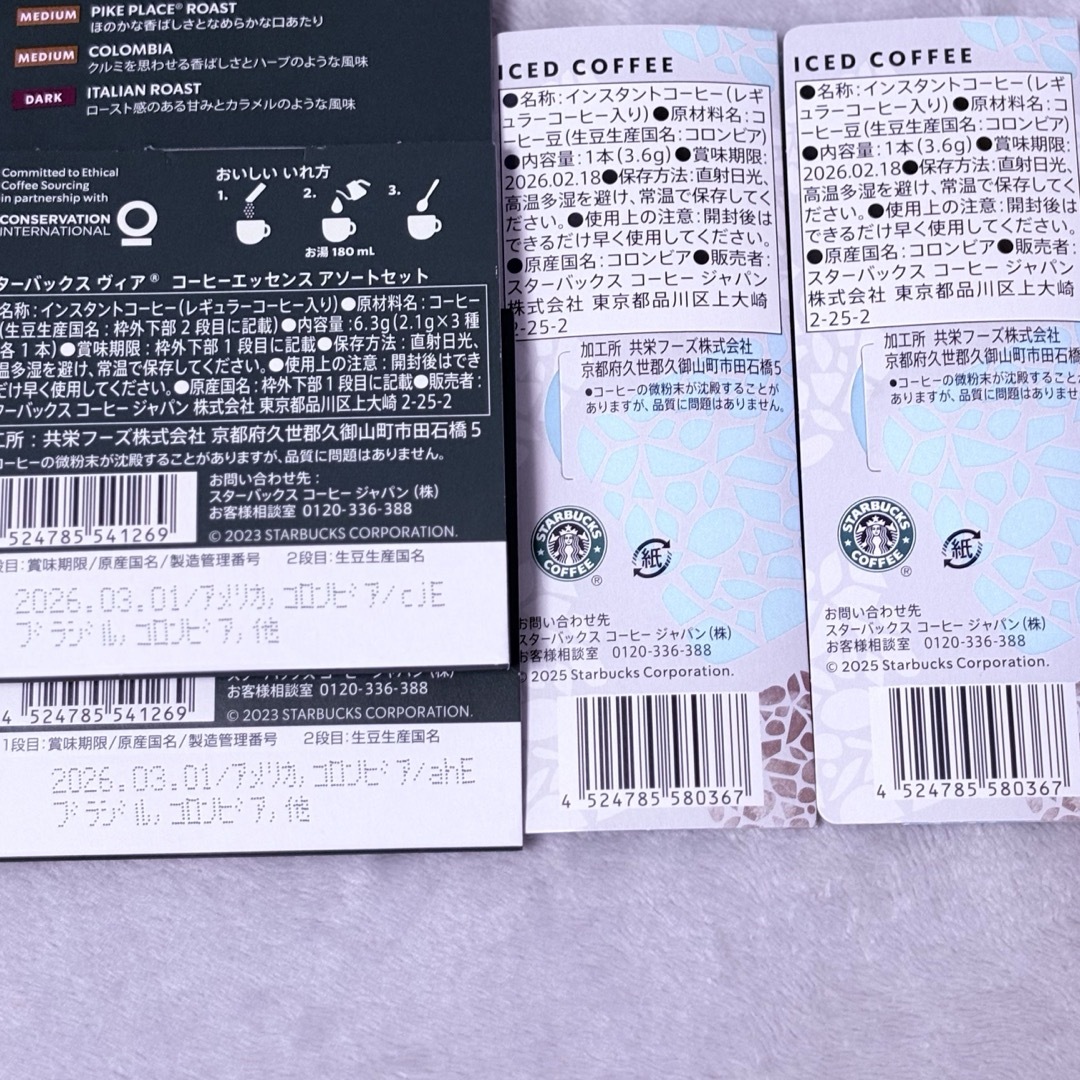 MEDIUM PIKE PLACE® ROAST
ほのかな香ばしさとなめらかな口あたり
MEDIUM COLOMBIA
クルミを思わせる香ばしさとハーブのような風味
DARK ITALIAN ROAST
ロースト感のある甘みとカラメルのような風味
Committed to Ethical
Coffee Sourcing
in partnership with
CONSERVATION
INTERNATIONAL
おいしい いれ方
1. 2. 3.
お湯 180 mL
ターバックス ヴィア® コーヒーエッセンス アソートセット
名称:インスタントコーヒー(レギュラーコーヒー入り)●原材料名:コーヒー
(生豆生産国名:枠外下部2段目に記載)●内容量:6.3g(2.1g×3種
各1本)●賞味期限:枠外下部1段目に記載●保存方法:直射日光、
温多湿を避け、常温で保存してください。●使用上の注意:開封後はでき
だけ早く使用してください。●原産国名:枠外下部1段目に記載●販売者:
ターバックス コーヒー ジャパン 株式会社 東京都品川区上大崎 2-25-2
工所:共栄フーズ株式会社 京都府久世郡久御山町市田石橋5
コーヒーの微粉末が沈殿することがありますが、品質に問題はありません。
お問い合わせ先:
スターバックス コーヒー ジャパン(株)
お客様相談室 0120-336-388
524785 541269
© 2023 STARBUCKS CORPORATION.
段目:賞味期限/原産国名/製造管理番号 2段目:生豆生産国名
2026.03.01/アメリカ, コロンビア/cJE
ブラジル, コロンビア, 他
スターバックス コーヒー ジャパン(株)
お客様相談室 0120-336-388
4 524785 541269
© 2023 STARBUCKS CORPORATION.
1段目:賞味期限/原産国名/製造管理番号 2段目:生豆生産国名
2026.03.01/アメリカ, コロンビア/ahE
ブラジル, コロンビア, 他
ICED COFFEE
●名称:インスタントコーヒー(レギ
ュラーコーヒー入り)●原材料名:コ
ーヒー豆(生豆生産国名:コロンビア)
●内容量:1本(3.6g)●賞味期限:
2026.02.18●保存方法:直射日光、
高温多湿を避け、常温で保存してく
ださい。●使用上の注意:開封後は
できるだけ早く使用してください。
●原産国名:コロンビア●販売者:
スターバックス コーヒー ジャパン
株式会社 東京都品川区上大崎
2-25-2
加工所 共栄フーズ株式会社
京都府久世郡久御山町市田石橋5
●コーヒーの微粉末が沈殿することが
ありますが、品質に問題はありません。
STARBUCKS
COFFEE
®
紙
お問い合わせ先
スターバックス コーヒー ジャパン(株)
お客様相談室 0120-336-388
2025 Starbucks Corporation.
4 524785 580367
ICED COFFEE
●名称:インスタントコーヒー(レギ
ュラーコーヒー入り)●原材料名:コ
ーヒー豆(生豆生産国名:コロンビア)
●内容量:1本(3.6g)●賞味期限:
2026.02.18●保存方法:直射日光、
高温多湿を避け、常温で保存してく
ださい。●使用上の注意:開封後は
できるだけ早く使用してください。
●原産国名:コロンビア●販売者:
スターバックス コーヒー ジャパン
株式会社 東京都品川区上大崎
2-25-2
加工所 共栄フーズ株式会社
京都府久世郡久御山町市田石橋
●コーヒーの微粉末が沈殿することが
ありますが、品質に問題はありません
STARBUCKS
COFFEE
®
紙
お問い合わせ先
スターバックス コーヒー ジャパン(株)
お客様相談室 0120-336-388
© 2025 Starbucks Corporation.
4 524785 580367